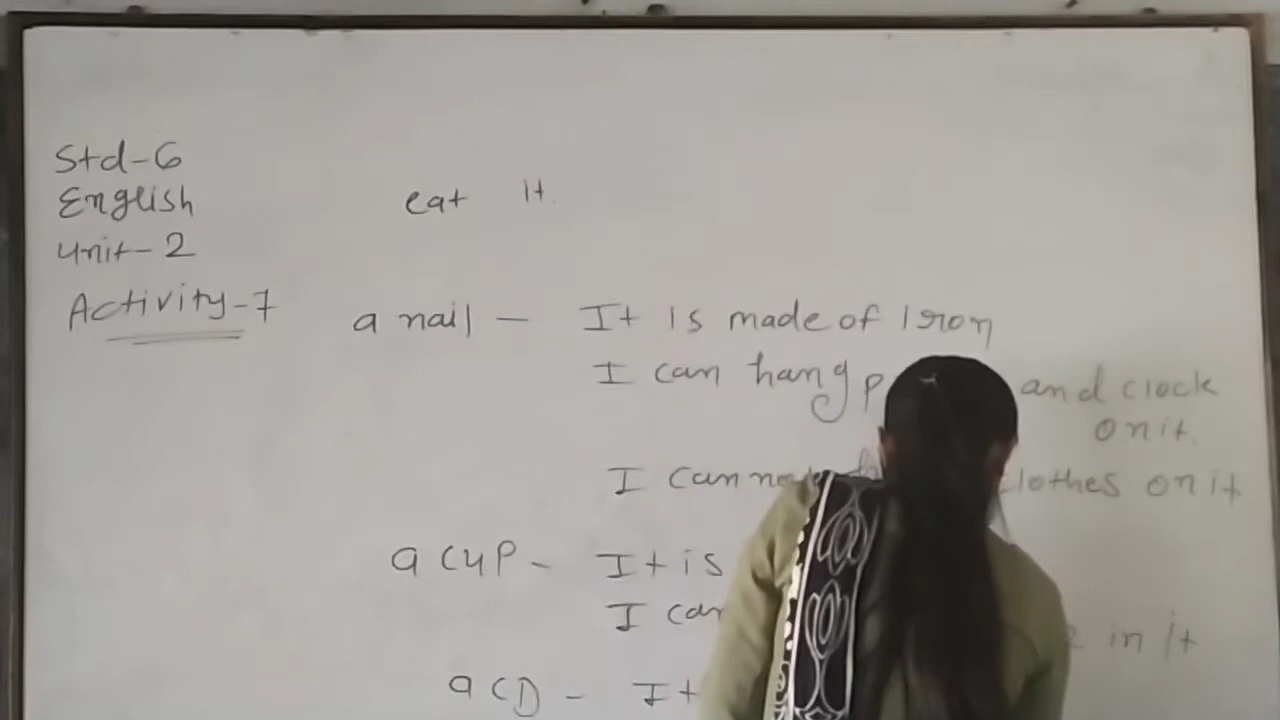 Std-6
English
eat it.
Unit-2
Activity-7
a nail - It is made of Iron
I can hang and clock
on it.
I can clothes on it
a cup - It is
I can in it
a CD - It